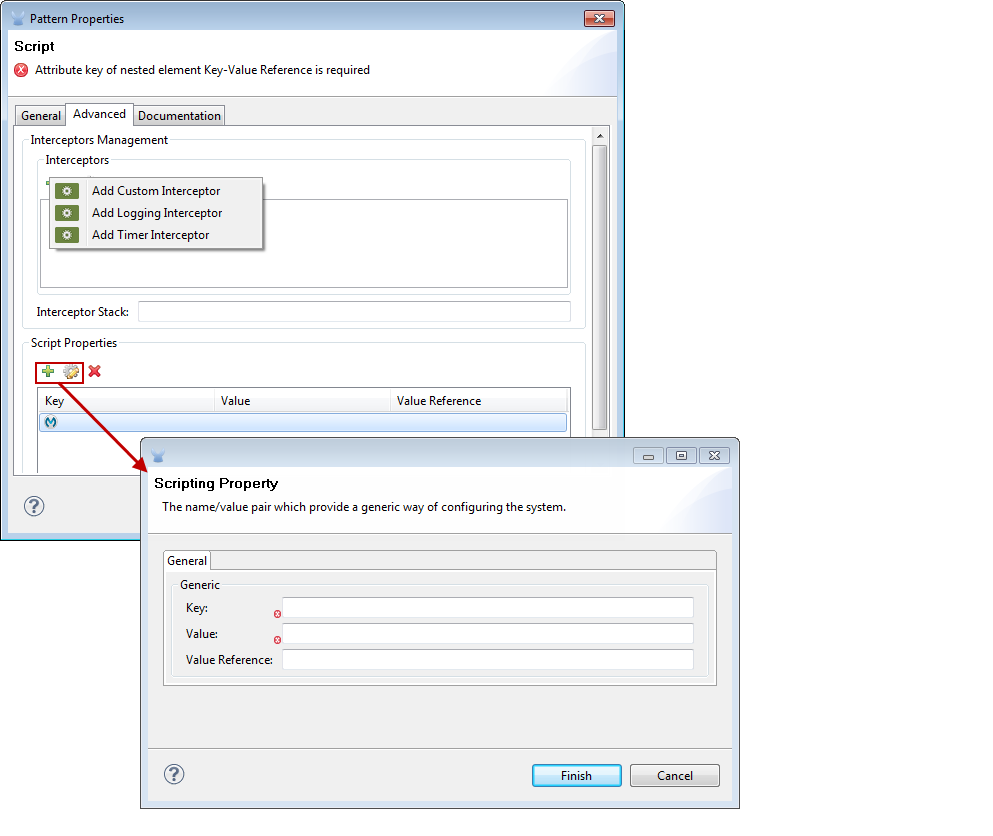 Pattern Properties
Script
Attribute key of nested element Key-Value Reference is required
General Advanced Documentation
Interceptors Management
Interceptors
Add Custom Interceptor
Add Logging Interceptor
Add Timer Interceptor
Interceptor Stack:
Script Properties
Key Value Value Reference
Scripting Property
The name/value pair which provide a generic way of configuring the system.
General
Generic
Key:
Value:
Value Reference:
Finish Cancel